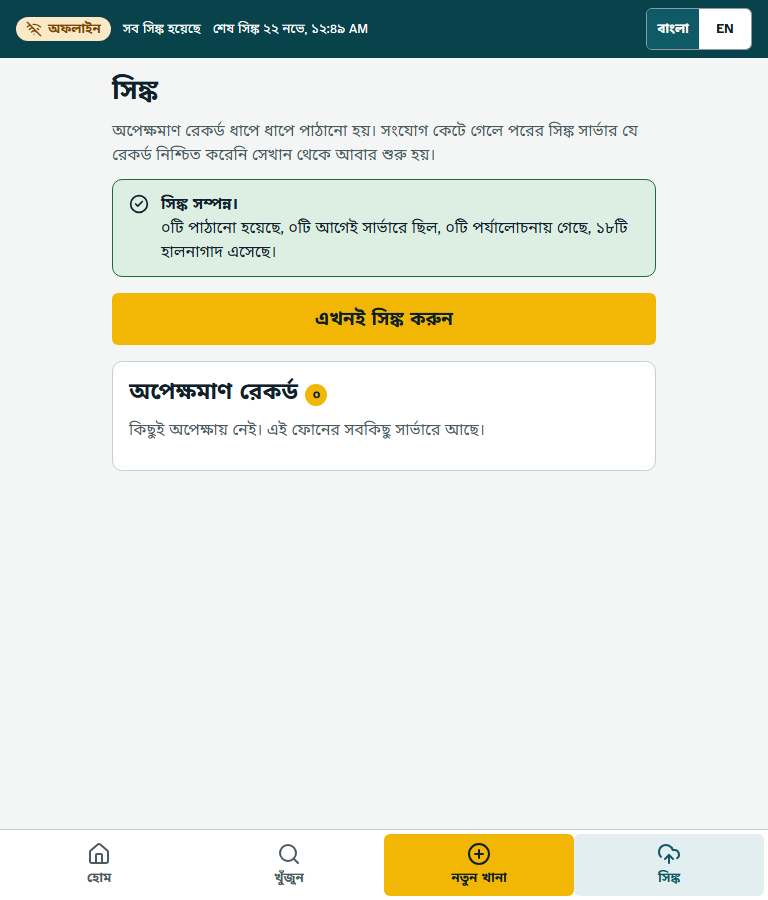 অফলাইন সব সিঙ্ক হয়েছে শেষ সিঙ্ক ২২ নভে, ১২:৪৯ AM বাংলা EN
সিঙ্ক
অপেক্ষমাণ রেকর্ড ধাপে ধাপে পাঠানো হয়। সংযোগ কেটে গেলে পরের সিঙ্ক সার্ভার যে
রেকর্ড নিশ্চিত করেনি সেখান থেকে আবার শুরু হয়।
সিঙ্ক সম্পন্ন।
০টি পাঠানো হয়েছে, ০টি আগেই সার্ভারে ছিল, ০টি পর্যালোচনায় গেছে, ১৮টি
হালনাগাদ এসেছে।
এখনই সিঙ্ক করুন
অপেক্ষমাণ রেকর্ড ০
কিছুই অপেক্ষায় নেই। এই ফোনের সবকিছু সার্ভারে আছে।
হোম খুঁজুন নতুন খানা সিঙ্ক